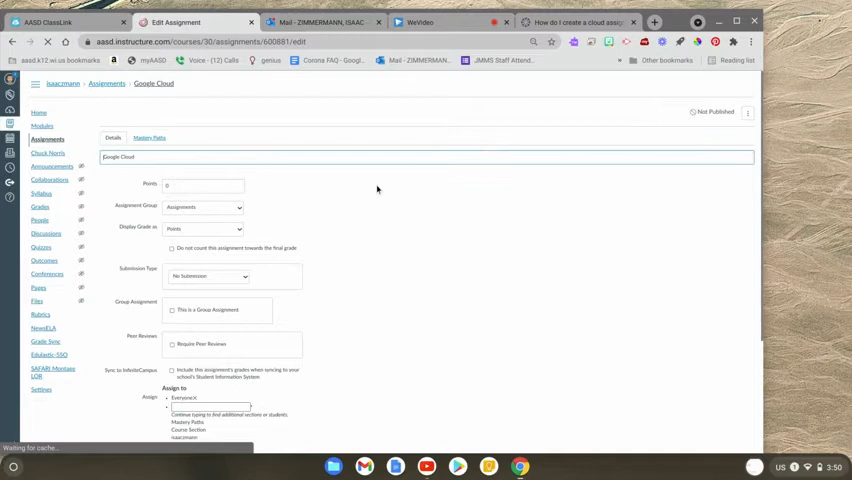 AASD ClassLink
Edit Assignment
Mail - ZIMMERMANN, ISAAC -
WeVideo
How do I create a cloud assig
aasd.instructure.com/courses/30/assignments/600881/edit
aasd.k12.wi.us bookmarks
myAASD
Voice - (12) Calls
genius
Corona FAQ - Googl...
Mail - ZIMMERMAN...
JMMS Staff Attend...
Other bookmarks
Reading list
isaaczmann
Assignments
Google Cloud
Not Published
Home
Modules
Assignments
Chuck Norris
Announcements
Collaborations
Syllabus
Grades
People
Discussions
Quizzes
Outcomes
Conferences
Pages
Files
Rubrics
NewsELA
Grade Sync
Edulastic-SSO
SAFARI Montage
LOR
Settings
Details
Mastery Paths
Google Cloud
Points
0
Assignment Group
Assignments
Display Grade as
Points
Do not count this assignment towards the final grade
Submission Type
No Submission
Group Assignment
This is a Group Assignment
Peer Reviews
Require Peer Reviews
Sync to InfiniteCampus
Include this assignment's grades when syncing to your
school's Student Information System
Assign
Assign to
Everyone
Continue typing to find additional sections or students.
Mastery Paths
Course Section
isaaczmann
Waiting for cache...
US
3:50